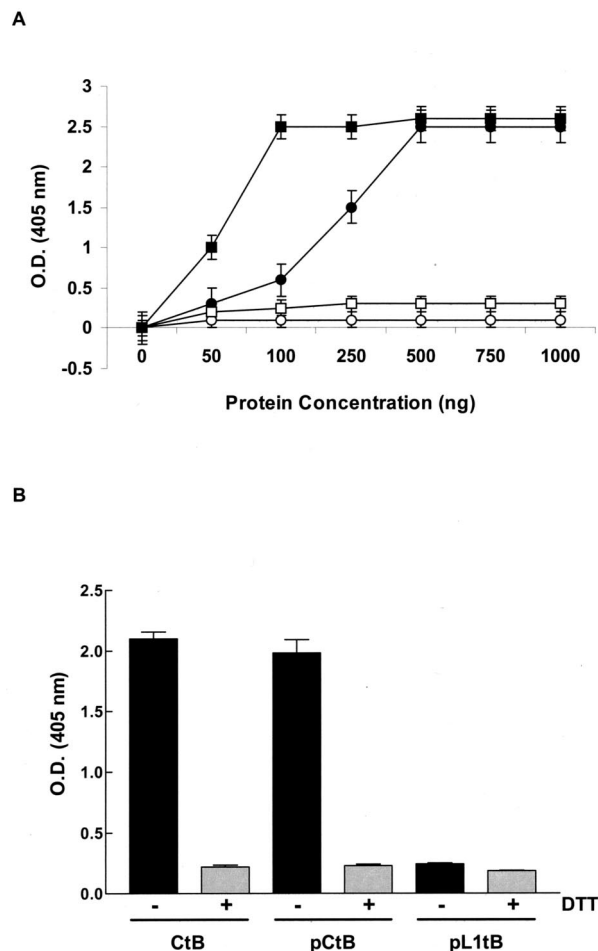 A
3
2.5
2
1.5
1
0.5
0
-0.5
O.D. (405 nm)
0 50 100 250 500 750 1000
Protein Concentration (ng)
B
2.5
2.0
1.5
1.0
0.5
0.0
O.D. (405 nm)
- + - + - + DTT
CtB pCtB pL1tB